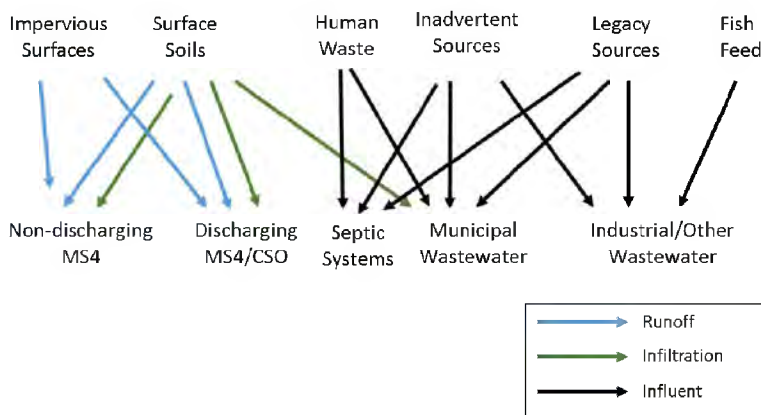 Impervious
Surfaces
Surface
Soils
Human
Waste
Inadvertent
Sources
Legacy
Sources
Fish
Feed
Non-discharging
MS4
Discharging
MS4/CSO
Septic
Systems
Municipal
Wastewater
Industrial/Other
Wastewater
Runoff
Infiltration
Influent